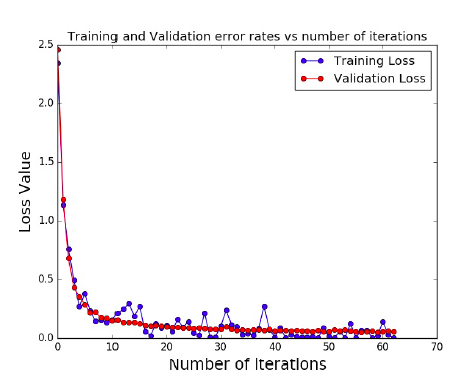 Training and Validation error rates vs number of iterations
Training Loss
Validation Loss
Loss Value
2.5
2.0
1.5
1.0
0.5
0.0
0 10 20 30 40 50 60 70
Number of Iterations